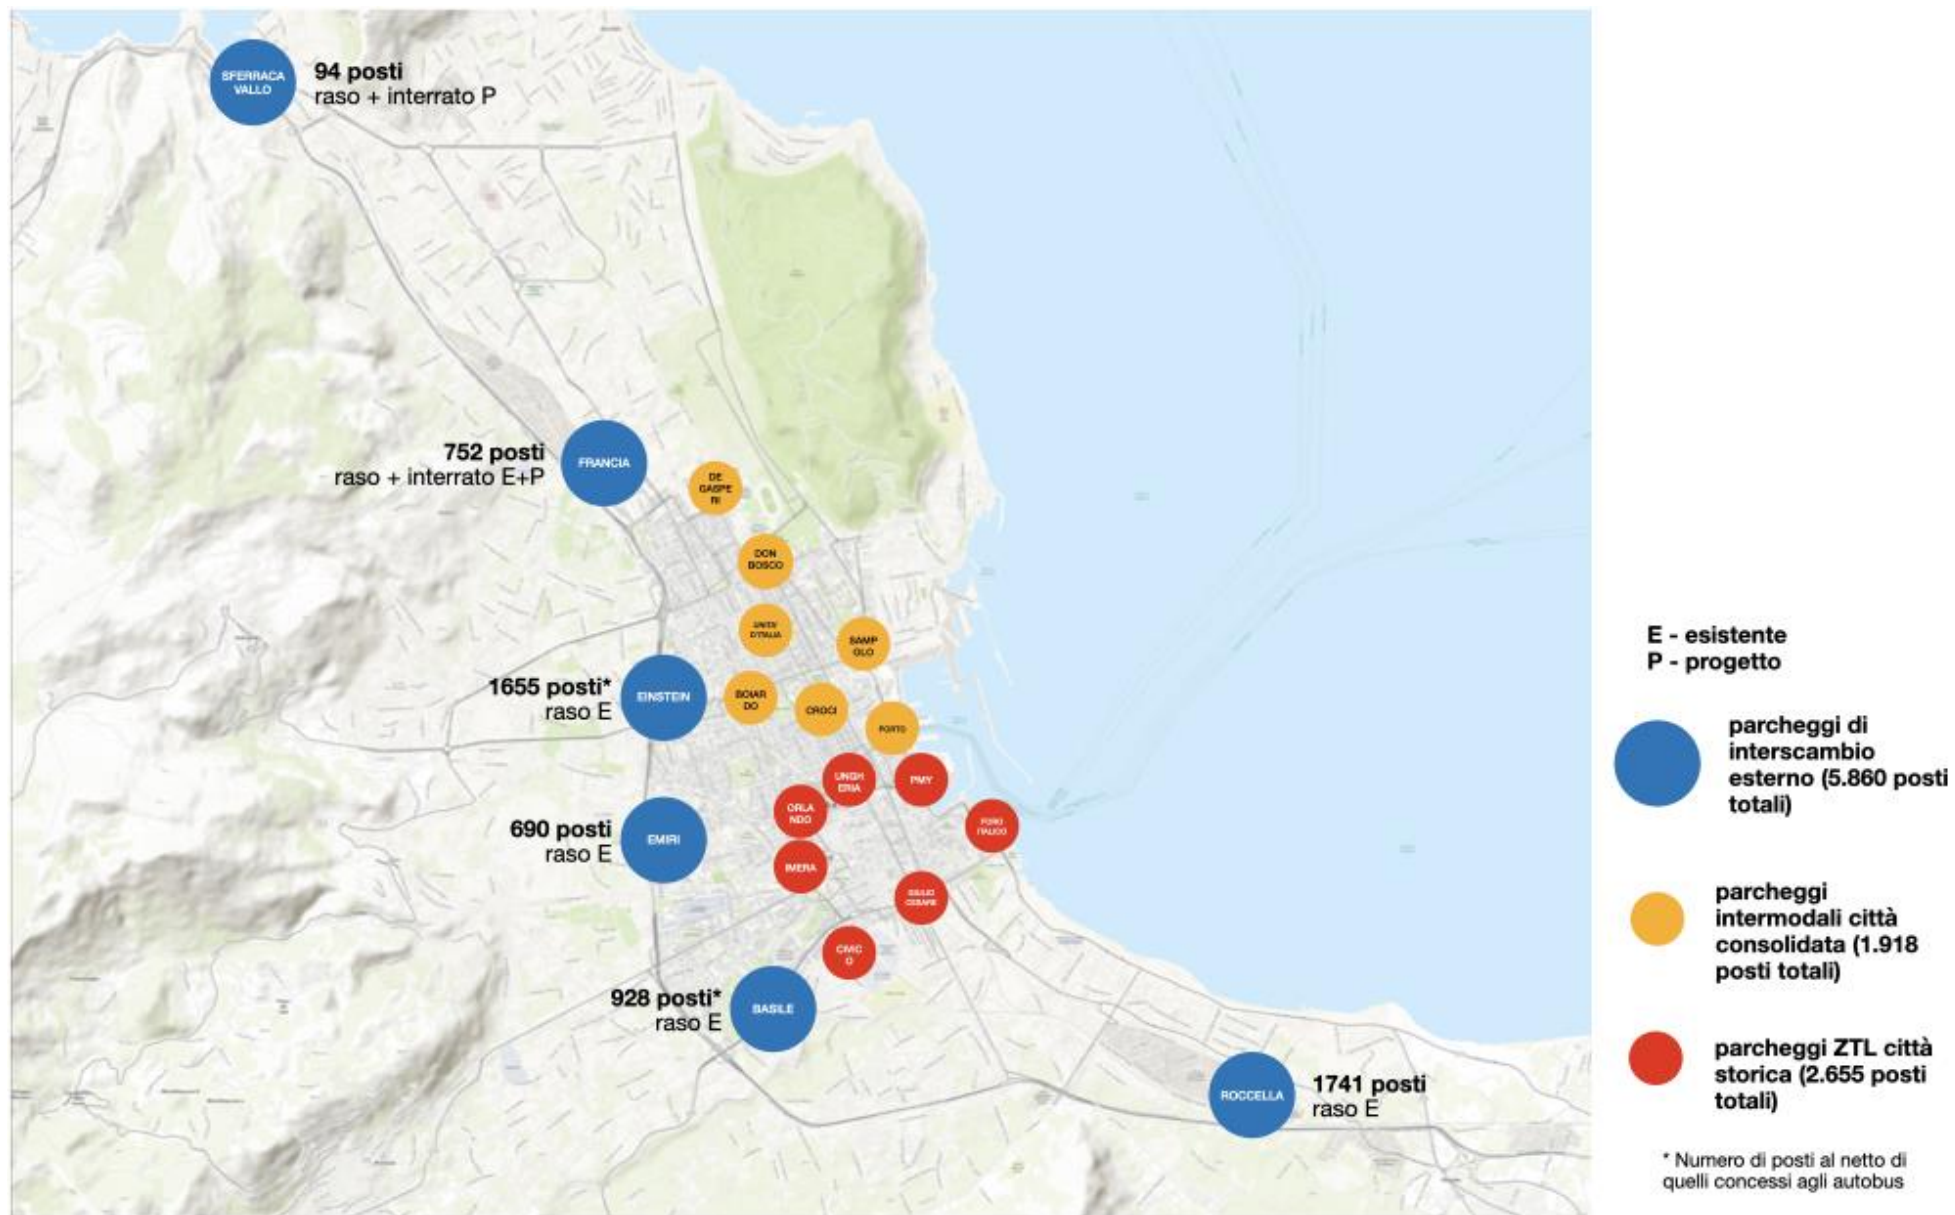 SFERRACA
VALLO
94 posti
raso + interrato P
752 posti
raso + interrato E+P
FRANCIA
DE
GASPE
RI
DON
BOSCO
UNITA'
D'ITALIA
SAMP
OLO
1655 posti*
raso E
EINSTEIN
BOIAR
DO
CROCI
PORTO
UNGH
ERIA
PMY
ORLA
NDO
FORO
ITALICO
690 posti
raso E
EMIRI
IMERA
GIULIO
CESARE
CIVIC
O
928 posti*
raso E
BASILE
ROCCELLA
1741 posti
raso E
E - esistente
P - progetto
parcheggi di
interscambio
esterno (5.860 posti
totali)
parcheggi
intermodali città
consolidata (1.918
posti totali)
parcheggi ZTL città
storica (2.655 posti
totali)
* Numero di posti al netto di
quelli concessi agli autobus